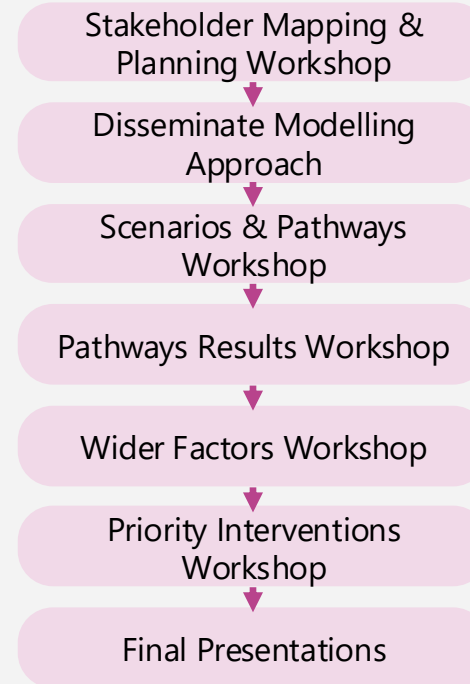 Stakeholder Mapping &
Planning Workshop
Disseminate Modelling
Approach
Scenarios & Pathways
Workshop
Pathways Results Workshop
Wider Factors Workshop
Priority Interventions
Workshop
Final Presentations